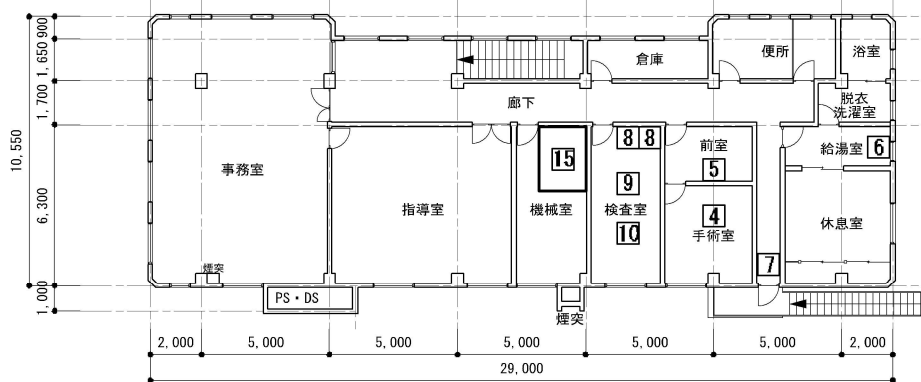 900
1,650
1,700
10,550
6,300
1,000
倉庫
便所
浴室
廊下
脱衣
洗濯室
8 8
前室
給湯室 6
15
5
事務室
9
指導室
機械室
検査室
4
手術室
休息室
10
煙突
7
PS・DS
煙突
2,000 5,000 5,000 5,000 5,000 5,000 2,000
29,000